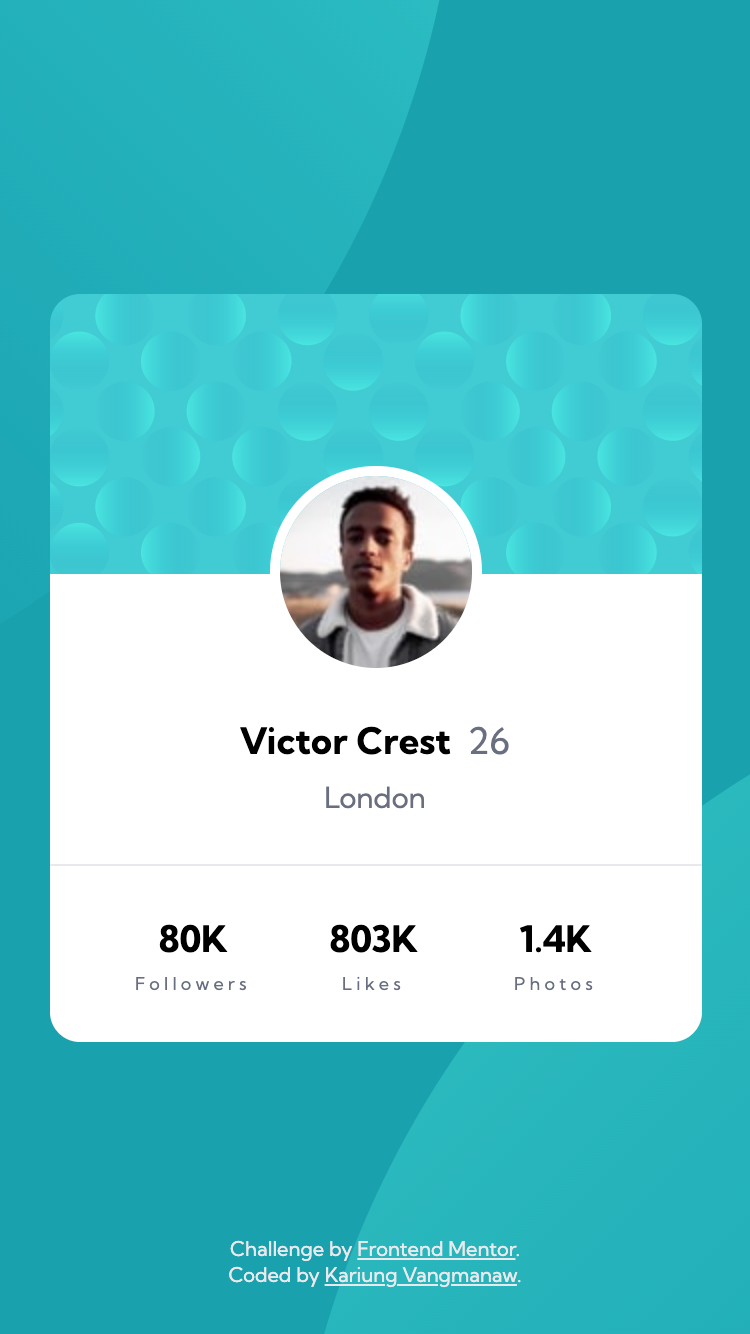 Victor Crest 26
London
80K 803K 1.4K
Followers Likes Photos
Challenge by Frontend Mentor.
Coded by Kariung Vangmanaw.